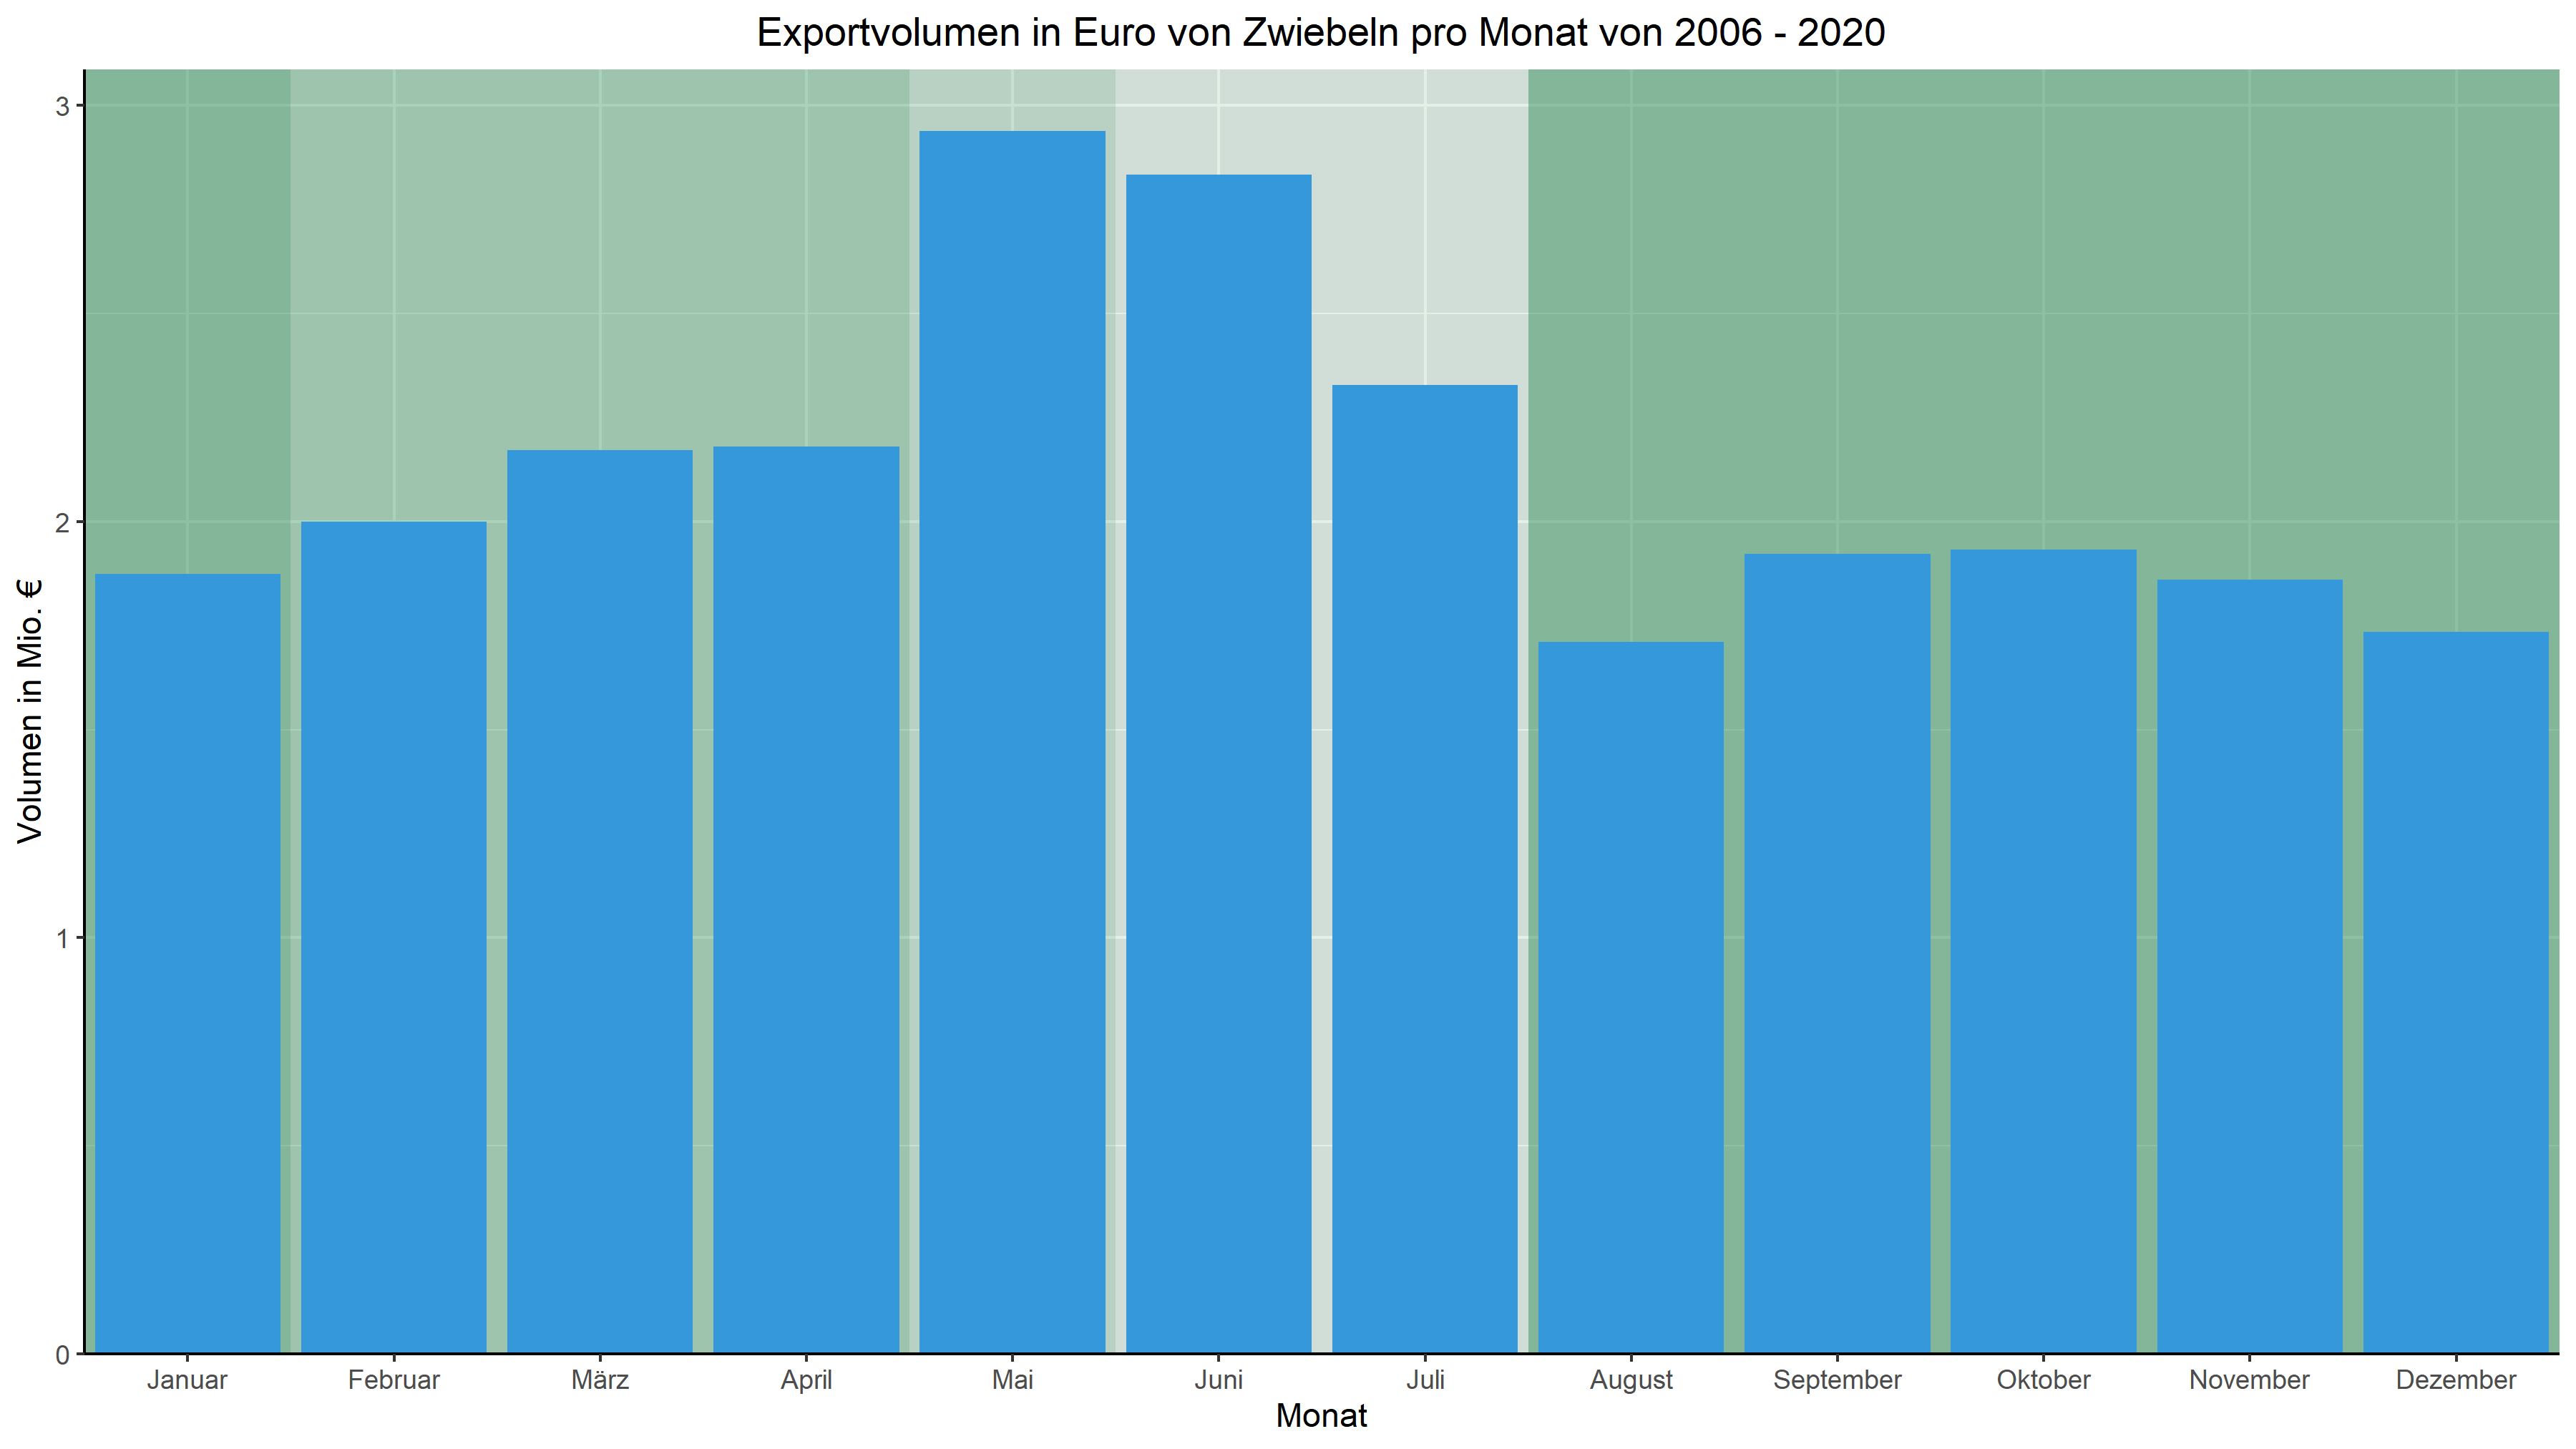 Exportvolumen in Euro von Zwiebeln pro Monat von 2006 - 2020
Volumen in Mio. €
3
2
1
0
Januar Februar März April Mai Juni Juli August September Oktober November Dezember
Monat